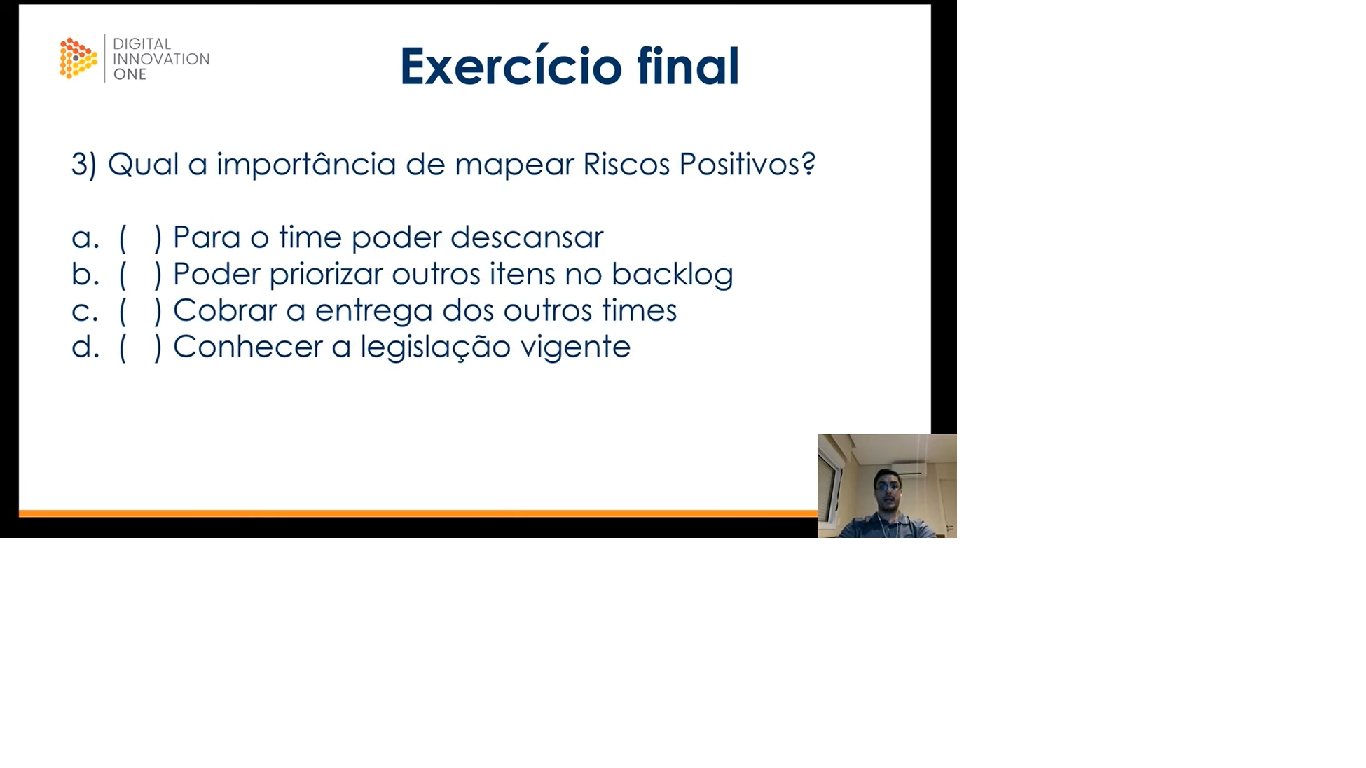 DIGITAL
INNOVATION
ONE
Exercício final
3) Qual a importância de mapear Riscos Positivos?
a. ( ) Para o time poder descansar
b. ( ) Poder priorizar outros itens no backlog
c. ( ) Cobrar a entrega dos outros times
d. ( ) Conhecer a legislação vigente